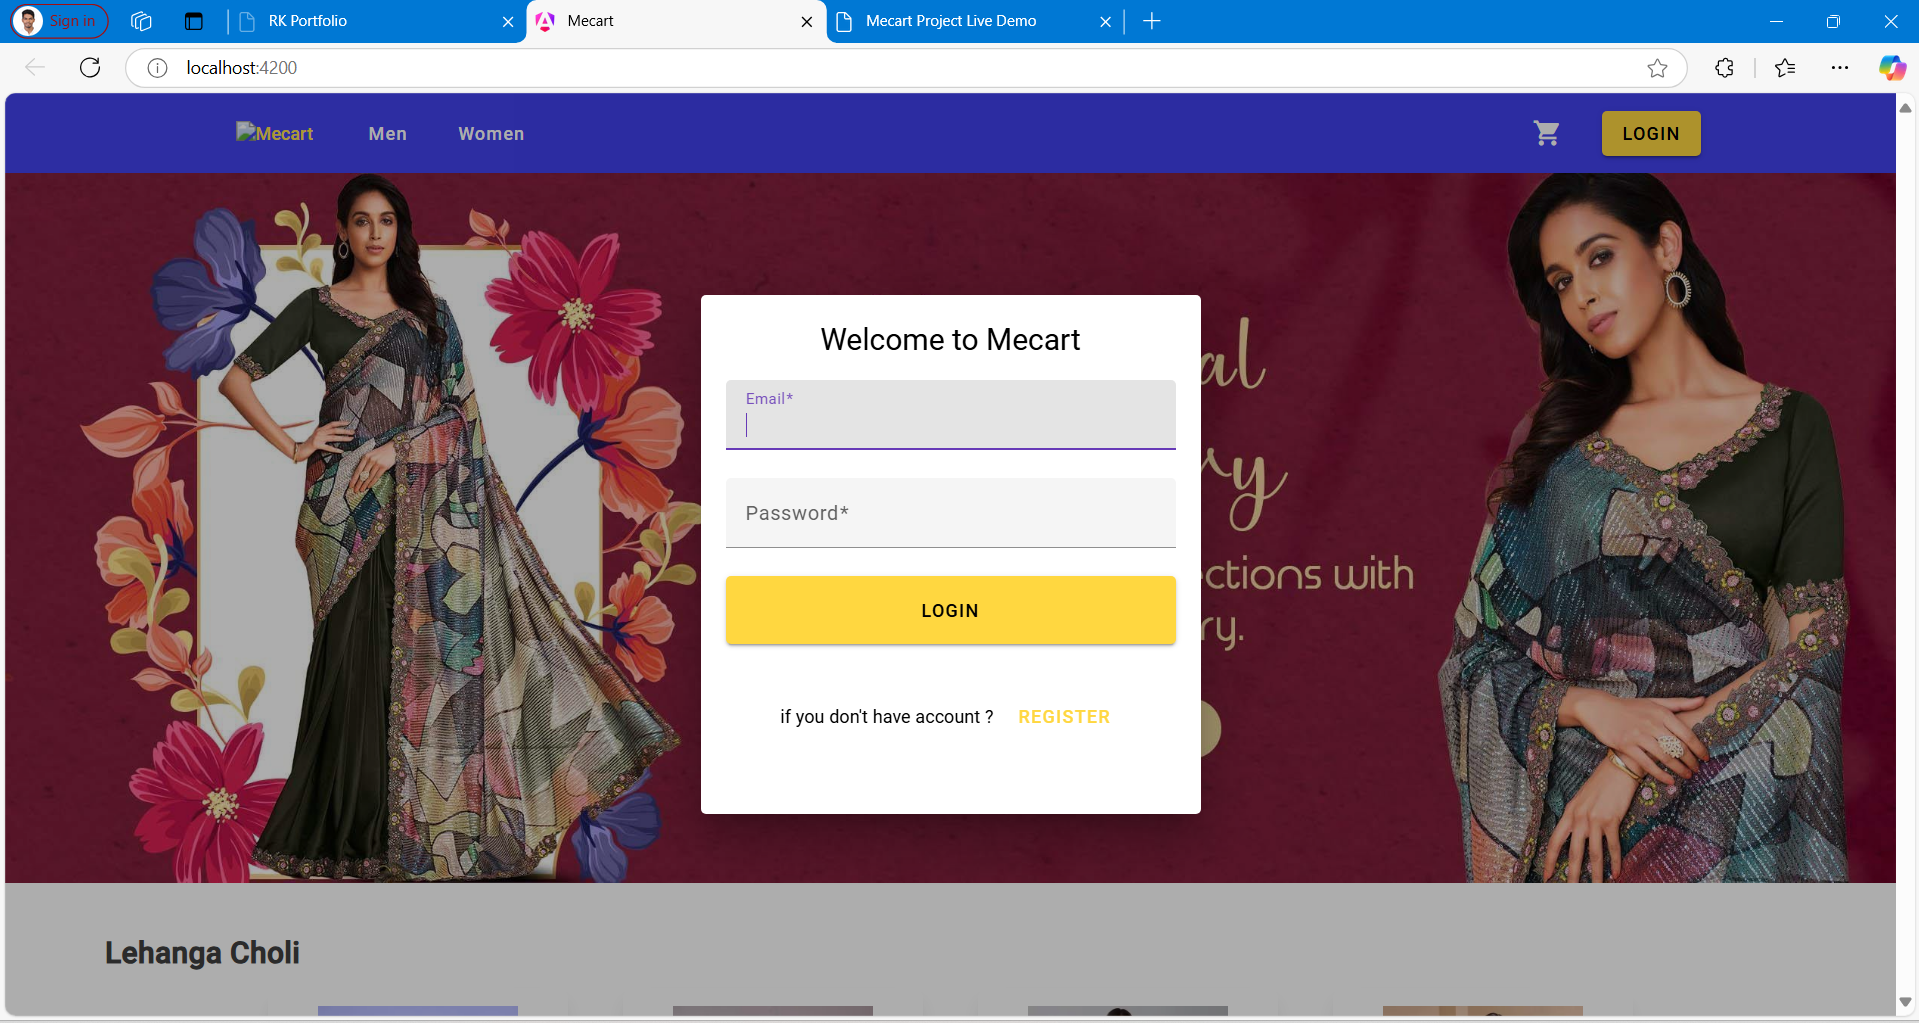 Sign in
RK Portfolio
Mecart
Mecart Project Live Demo
localhost:4200
Mecart
Men
Women
LOGIN
Welcome to Mecart
Email*
Password*
LOGIN
if you don't have account ?
REGISTER
al
ry
ctions with
ry.
Lehanga Choli